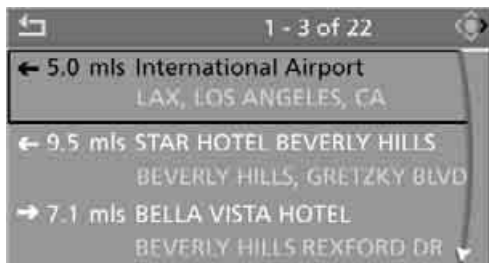 1 - 3 of 22
← 5.0 mls International Airport
LAX, LOS ANGELES, CA
← 9.5 mls STAR HOTEL BEVERLY HILLS
BEVERLY HILLS, GRETZKY BLVD
→ 7.1 mls BELLA VISTA HOTEL
BEVERLY HILLS REXFORD DR